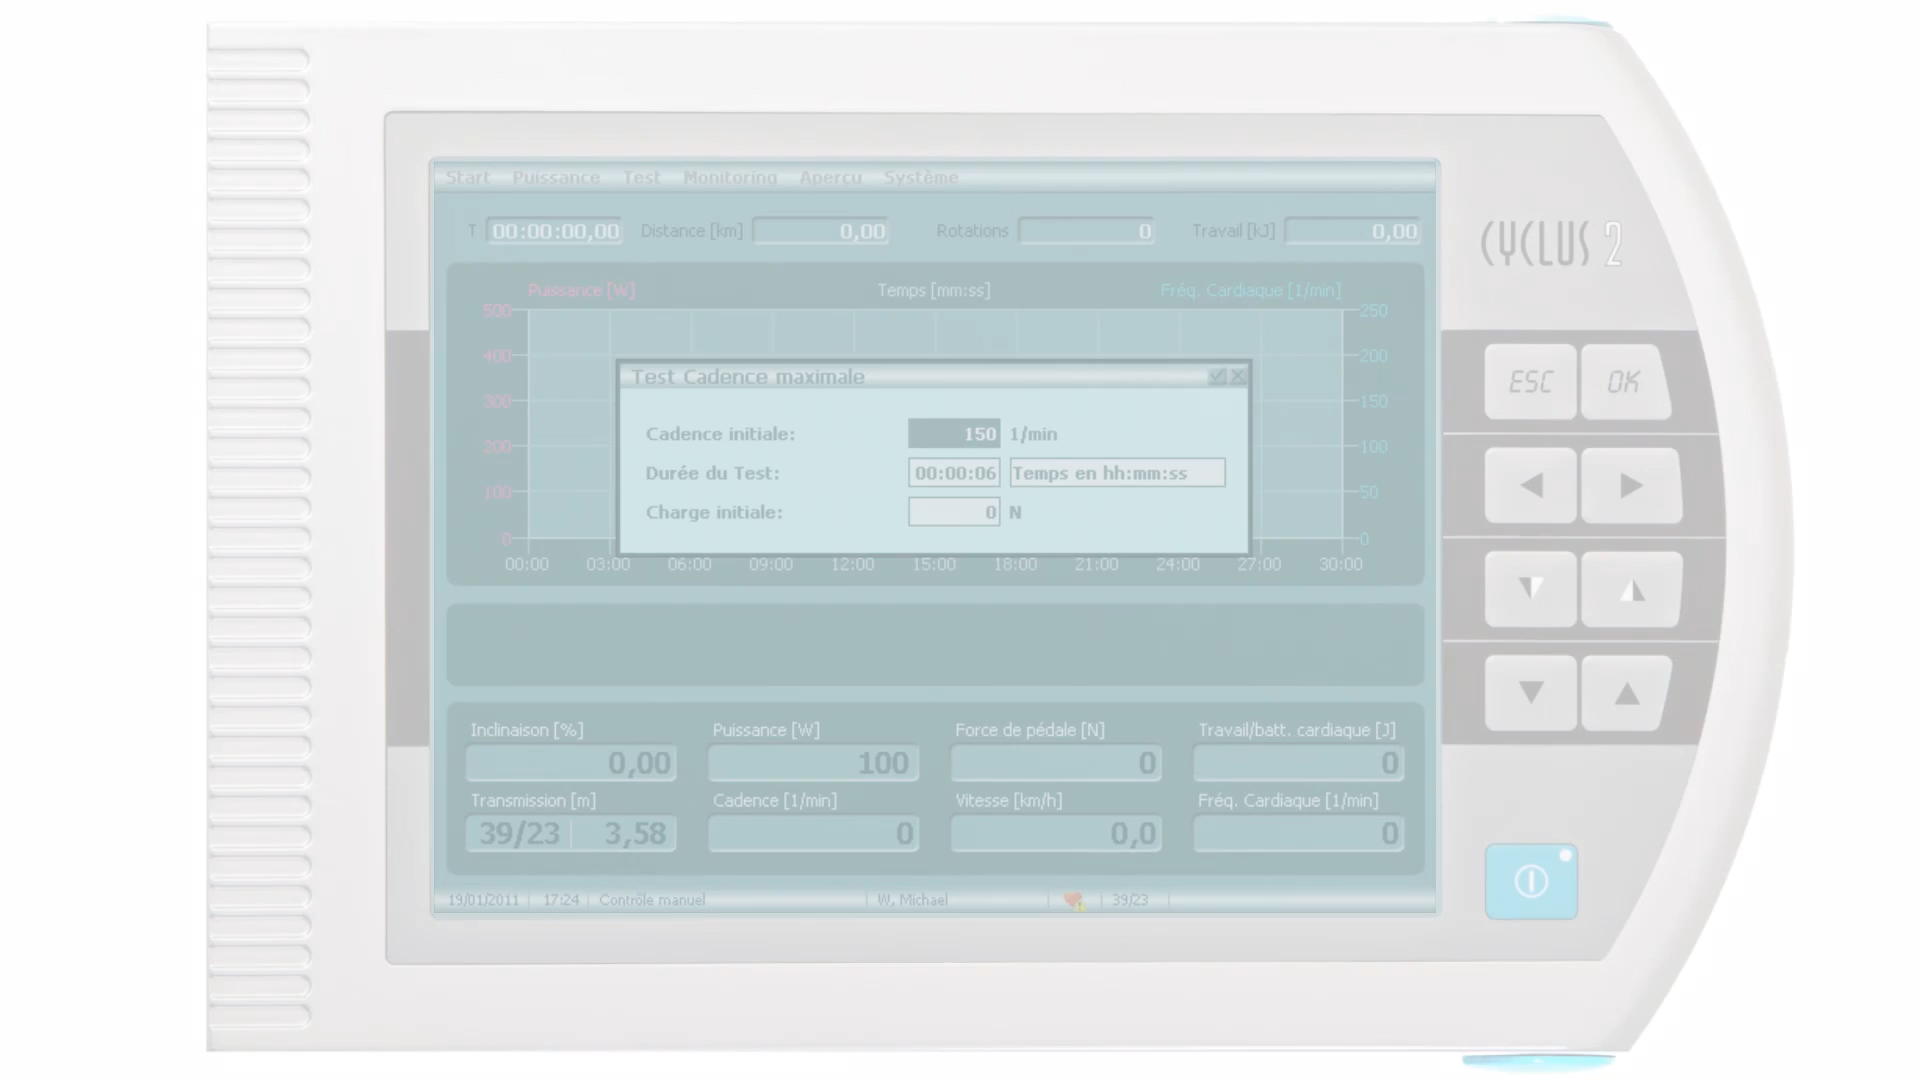 Start Puissance Test Monitoring Aperçu Système
T 00:00:00,00 Distance [km] 0,00 Rotations 0 Travail [kJ] 0,00
CYCLUS 2
Puissance [W] Temps [mm:ss] Fréq. Cardiaque [1/min]
500 250
400 200
300 150
200 100
100 50
0 0
00:00 03:00 06:00 09:00 12:00 15:00 18:00 21:00 24:00 27:00 30:00
Test Cadence maximale
Cadence initiale: 150 1/min
Durée du Test: 00:00:06 Temps en hh:mm:ss
Charge initiale: 0 N
ESC OK
Inclinaison [%] Puissance [W] Force de pédale [N] Travail/batt. cardiaque [J]
0,00 100 0 0
Transmission [m] Cadence [1/min] Vitesse [km/h] Fréq. Cardiaque [1/min]
39/23 3,58 0 0,0 0
19/01/2011 17:24 Contrôle manuel W, Michael 39/23